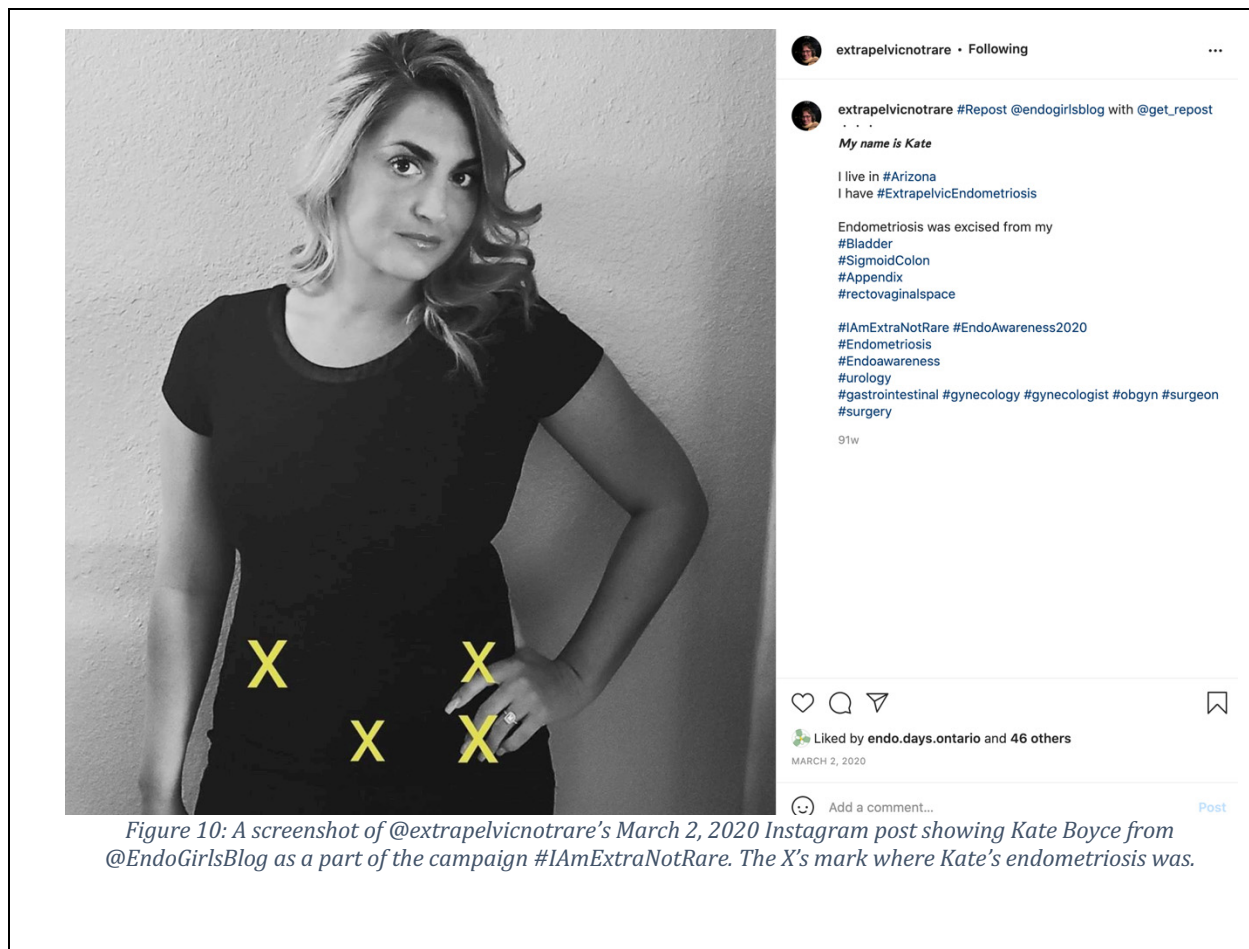 extrapelvicnotrare • Following
...
extrapelvicnotrare #Repost @endogirlsblog with @get_repost
. . .
My name is Kate
I live in #Arizona
I have #ExtrapelvicEndometriosis
Endometriosis was excised from my
#Bladder
#SigmoidColon
#Appendix
#rectovaginalspace
#IAmExtraNotRare #EndoAwareness2020
#Endometriosis
#Endoawareness
#urology
#gastrointestinal #gynecology #gynecologist #obgyn #surgeon
#surgery
91w
X X
X X
Liked by endo.days.ontario and 46 others
MARCH 2, 2020
Add a comment...
Post
Figure 10: A screenshot of @extrapelvicnotrare's March 2, 2020 Instagram post showing Kate Boyce from
@EndoGirlsBlog as a part of the campaign #IAmExtraNotRare. The X's mark where Kate's endometriosis was.